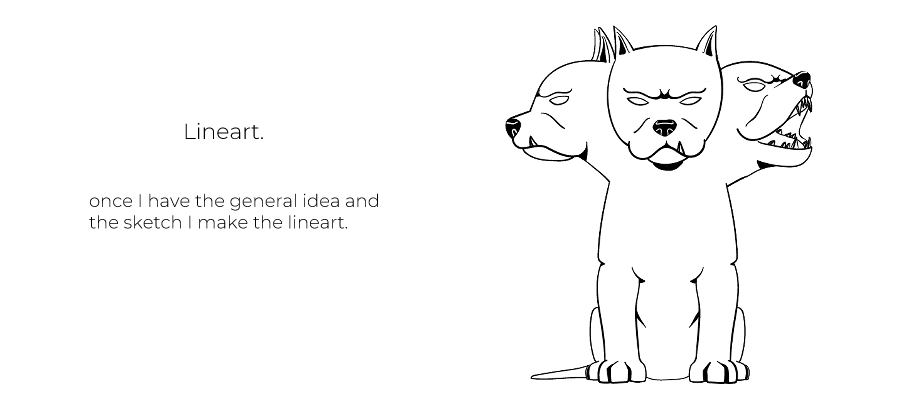 Lineart.
once I have the general idea and
the sketch I make the lineart.